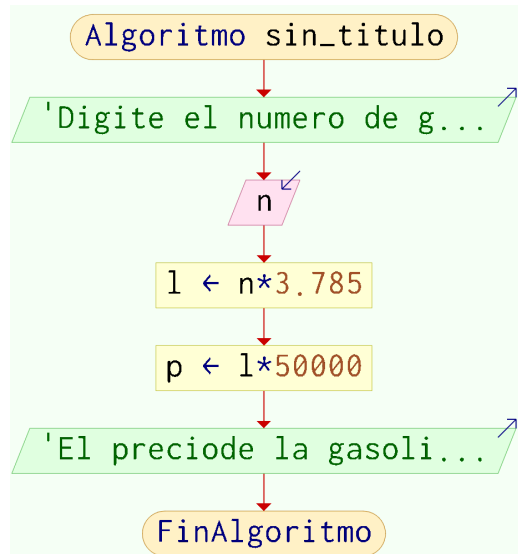 Algoritmo sin_titulo
'Digite el numero de g...
n
l ← n*3.785
p ← l*50000
'El preciode la gasoli...
FinAlgoritmo